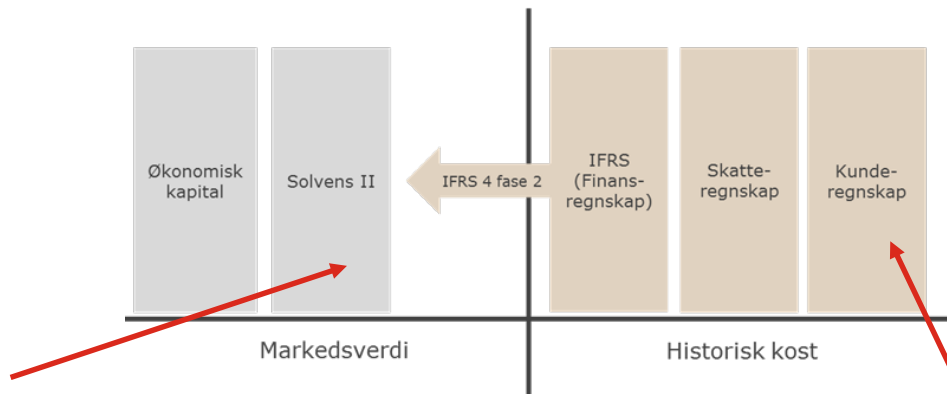 Økonomisk
kapital
Solvens II
IFRS 4 fase 2
IFRS
(Finans-
regnskap)
Skatte-
regnskap
Kunde-
regnskap
Markedsverdi
Historisk kost